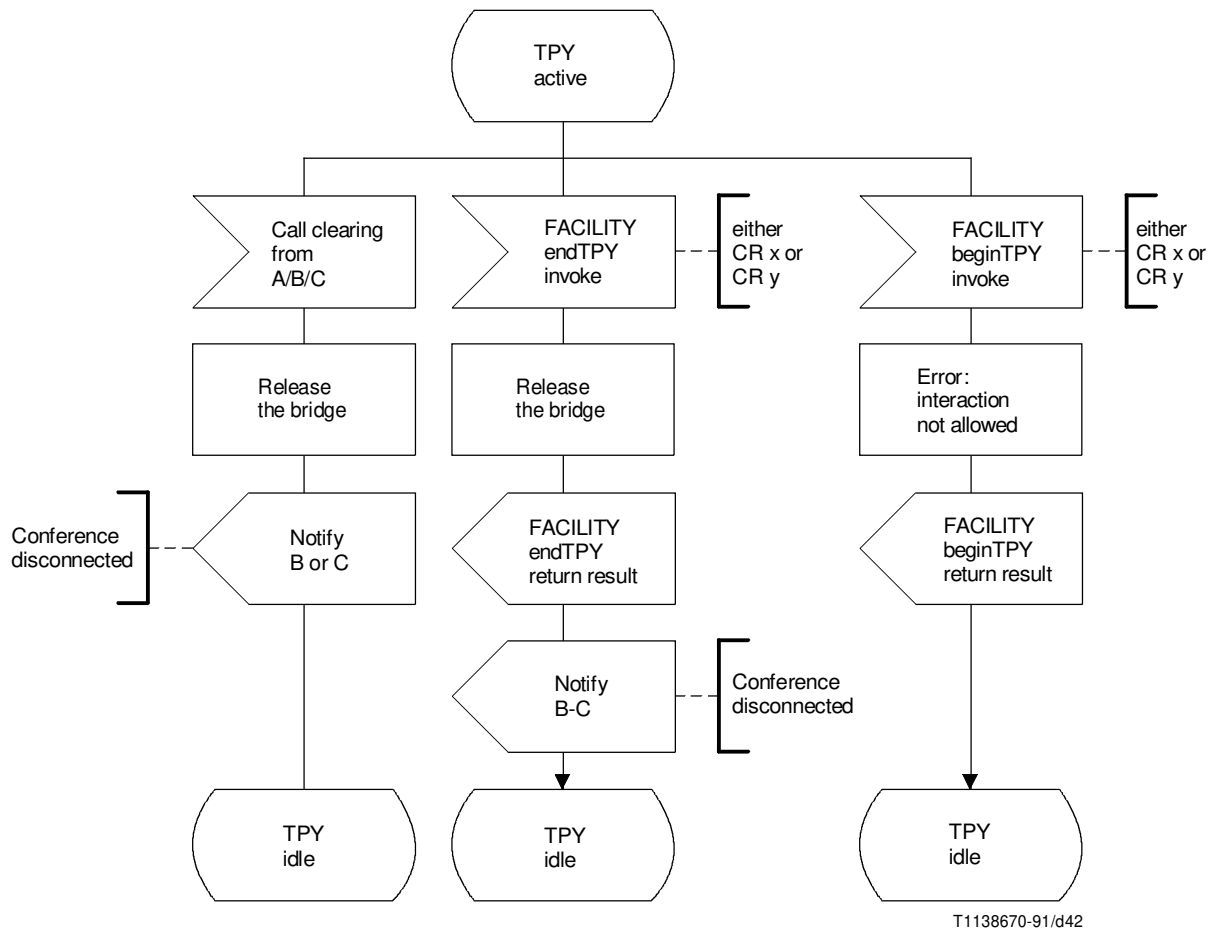 TPY
active
Call clearing
from
A/B/C
FACILITY
endTPY
invoke
either
CR x or
CR y
FACILITY
beginTPY
invoke
either
CR x or
CR y
Release
the bridge
Release
the bridge
Error:
interaction
not allowed
Conference
disconnected
Notify
B or C
FACILITY
endTPY
return result
FACILITY
beginTPY
return result
Notify
B-C
Conference
disconnected
TPY
idle
TPY
idle
TPY
idle
T1138670-91/d42